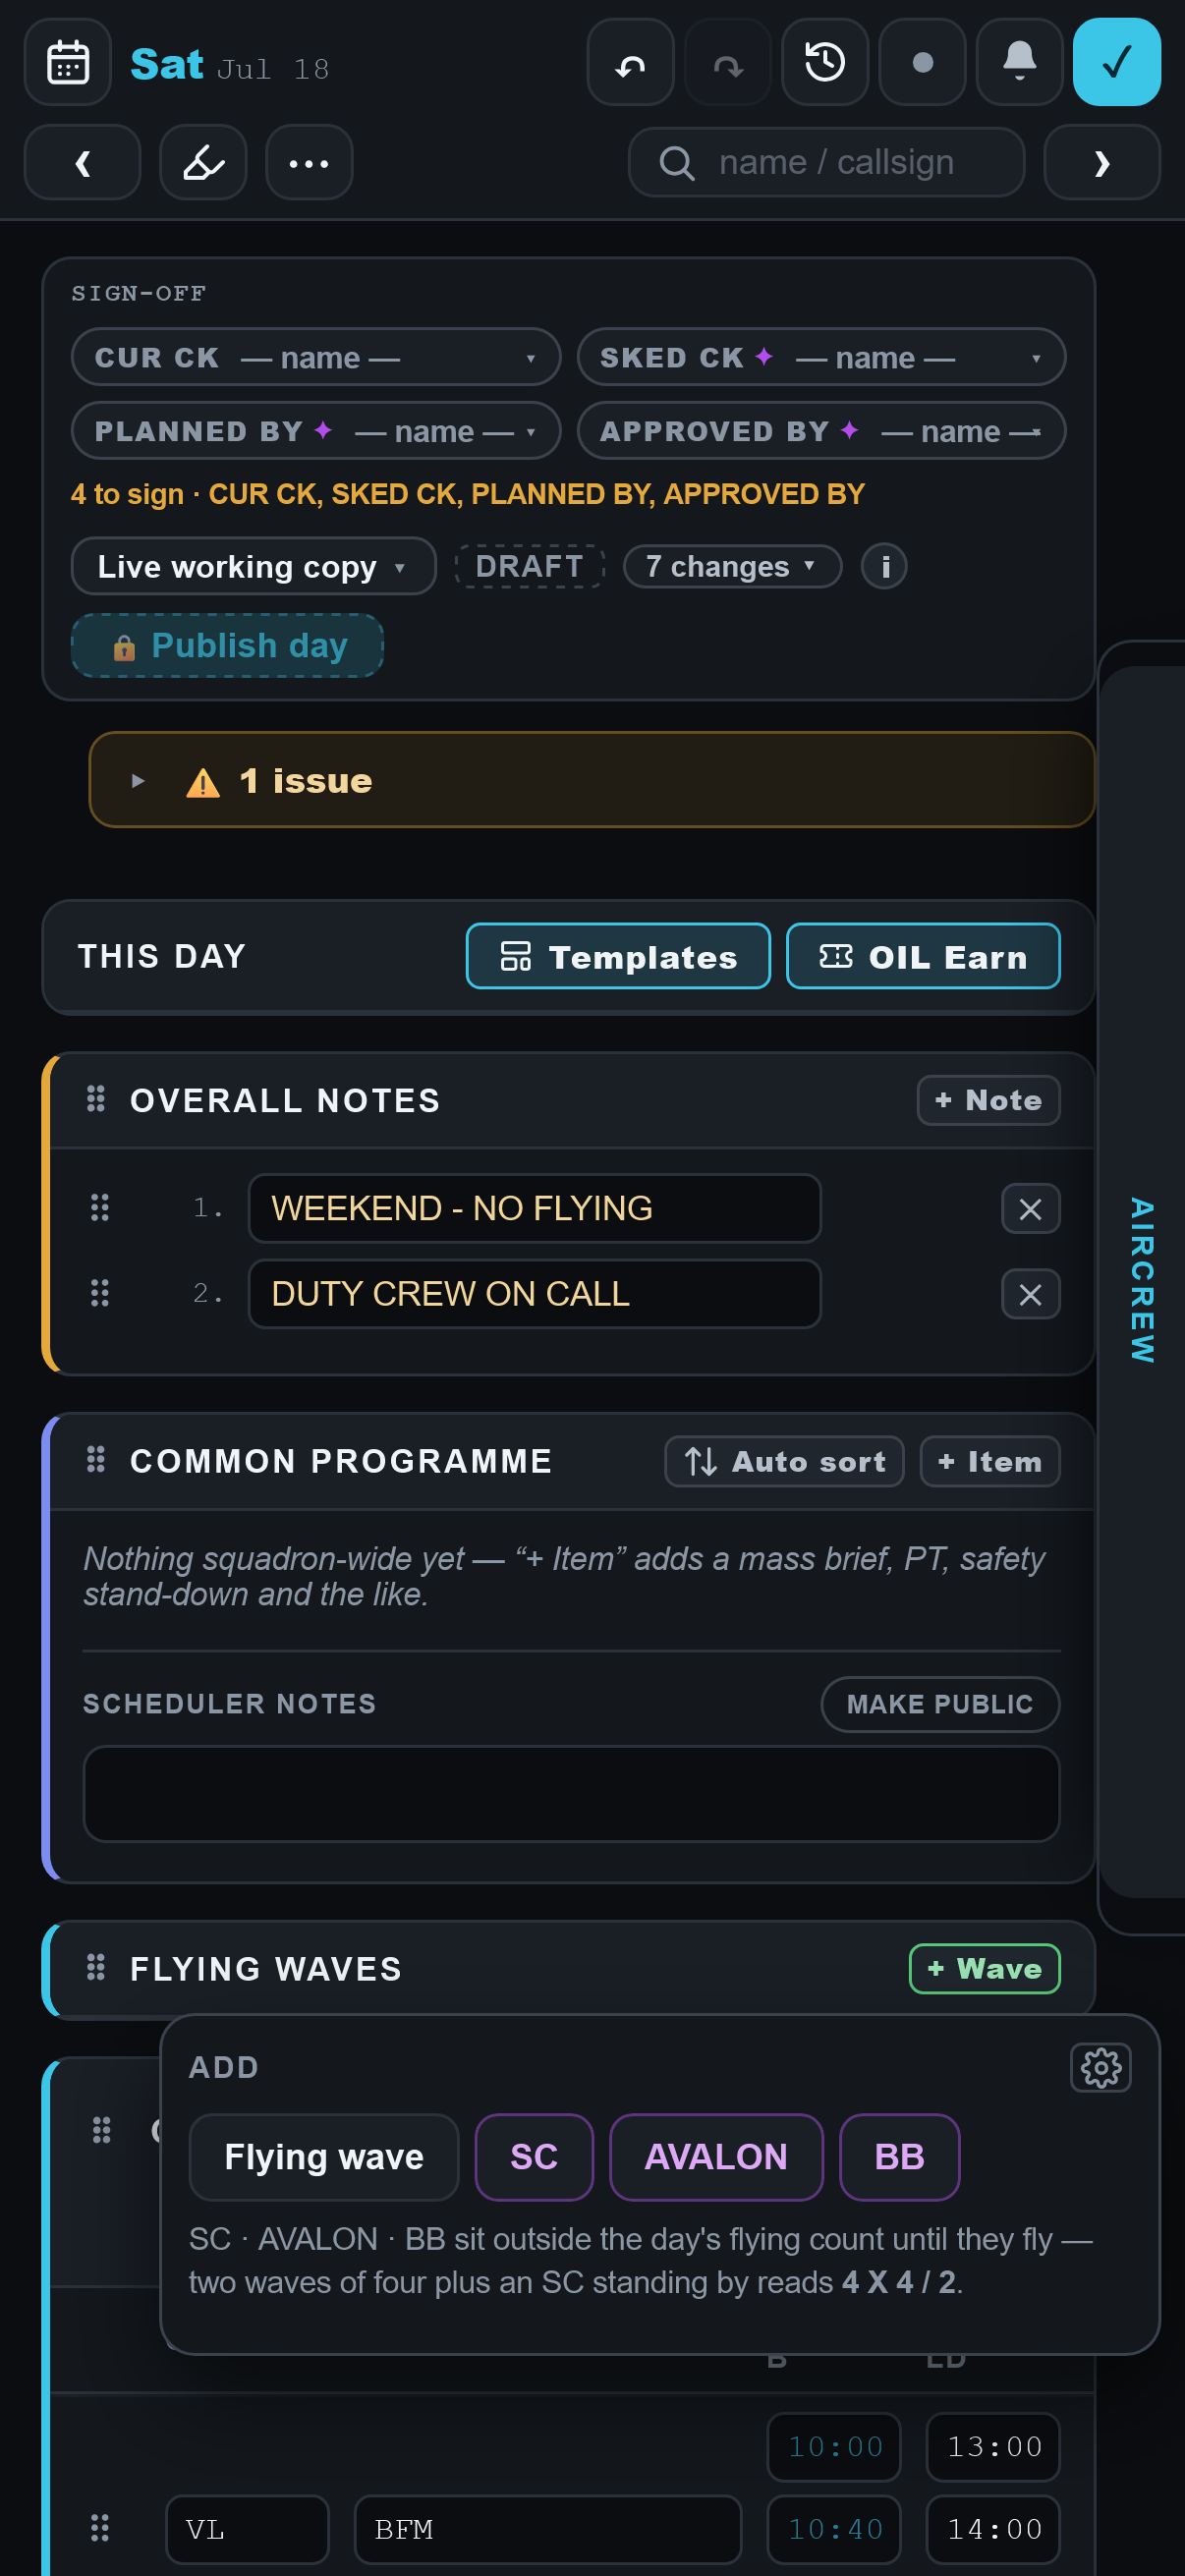 Sat Jul 18
name / callsign
SIGN-OFF
CUR CK — name —
SKED CK ✦ — name —
PLANNED BY ✦ — name —
APPROVED BY ✦ — name —
4 to sign · CUR CK, SKED CK, PLANNED BY, APPROVED BY
Live working copy
DRAFT
7 changes
i
Publish day
1 issue
THIS DAY
Templates
OIL Earn
OVERALL NOTES
+ Note
1. WEEKEND - NO FLYING
2. DUTY CREW ON CALL
AIRCREW
COMMON PROGRAMME
Auto sort
+ Item
Nothing squadron-wide yet — “+ Item” adds a mass brief, PT, safety
stand-down and the like.
SCHEDULER NOTES
MAKE PUBLIC
FLYING WAVES
+ Wave
ADD
Flying wave
SC
AVALON
BB
SC · AVALON · BB sit outside the day's flying count until they fly —
two waves of four plus an SC standing by reads 4 X 4 / 2.
10:00 13:00
VL BFM 10:40 14:00